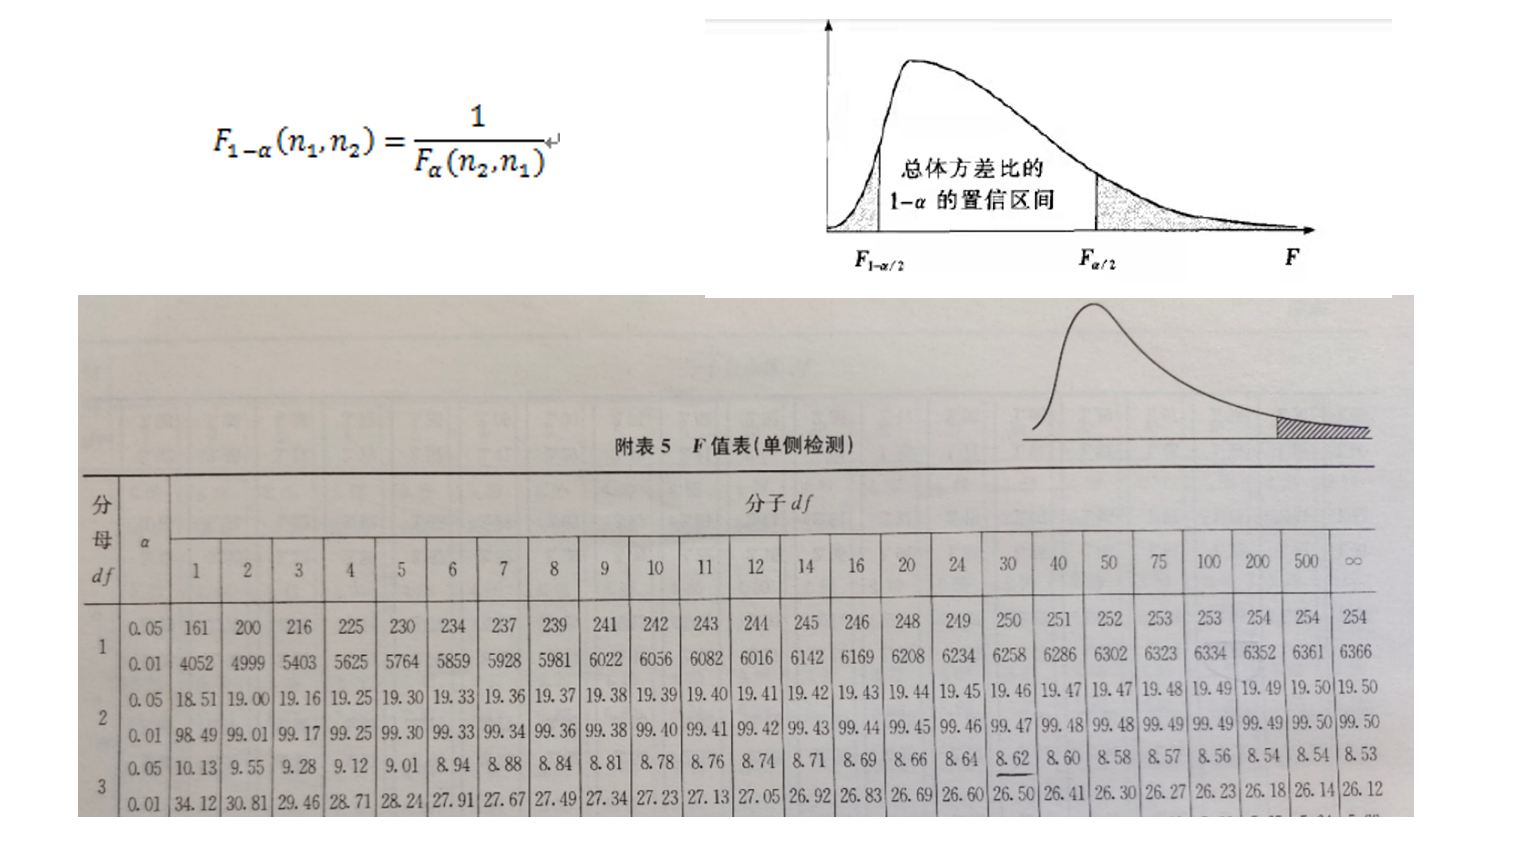 F₁₋α(n₁,n₂) = 1 / Fα(n₂,n₁)
总体方差比的
1-α 的置信区间
F₁₋α/₂ Fα/₂ F
附表 5 F 值表(单侧检测)
分母 df α 分子 df
1 2 3 4 5 6 7 8 9 10 11 12 14 16 20 24 30 40 50 75 100 200 500 ∞
1 0.05 161 200 216 225 230 234 237 239 241 242 243 244 245 246 248 249 250 251 252 253 253 254 254 254
0.01 4052 4999 5403 5625 5764 5859 5928 5981 6022 6056 6082 6016 6142 6169 6208 6234 6258 6286 6302 6323 6334 6352 6361 6366
2 0.05 18.51 19.00 19.16 19.25 19.30 19.33 19.36 19.37 19.38 19.39 19.40 19.41 19.42 19.43 19.44 19.45 19.46 19.47 19.47 19.48 19.49 19.49 19.50 19.50
0.01 98.49 99.01 99.17 99.25 99.30 99.33 99.34 99.36 99.38 99.40 99.41 99.42 99.43 99.44 99.45 99.46 99.47 99.48 99.48 99.49 99.49 99.49 99.50 99.50
3 0.05 10.13 9.55 9.28 9.12 9.01 8.94 8.88 8.84 8.81 8.78 8.76 8.74 8.71 8.69 8.66 8.64 8.62 8.60 8.58 8.57 8.56 8.54 8.54 8.53
0.01 34.12 30.81 29.46 28.71 28.24 27.91 27.67 27.49 27.34 27.23 27.13 27.05 26.92 26.83 26.69 26.60 26.50 26.41 26.30 26.27 26.23 26.18 26.14 26.12